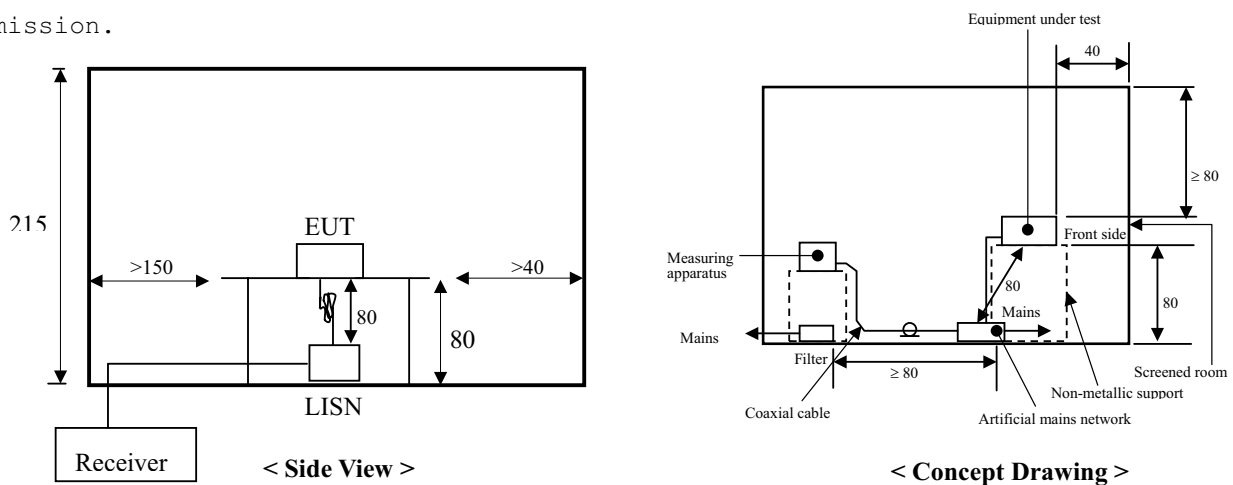 mission.
215
EUT
>150
>40
80
80
LISN
Receiver
< Side View >
Equipment under test
40
≥ 80
Front side
Measuring
apparatus
80
80
Mains
Mains
Filter
≥ 80
Screened room
Non-metallic support
Coaxial cable
Artificial mains network
< Concept Drawing >